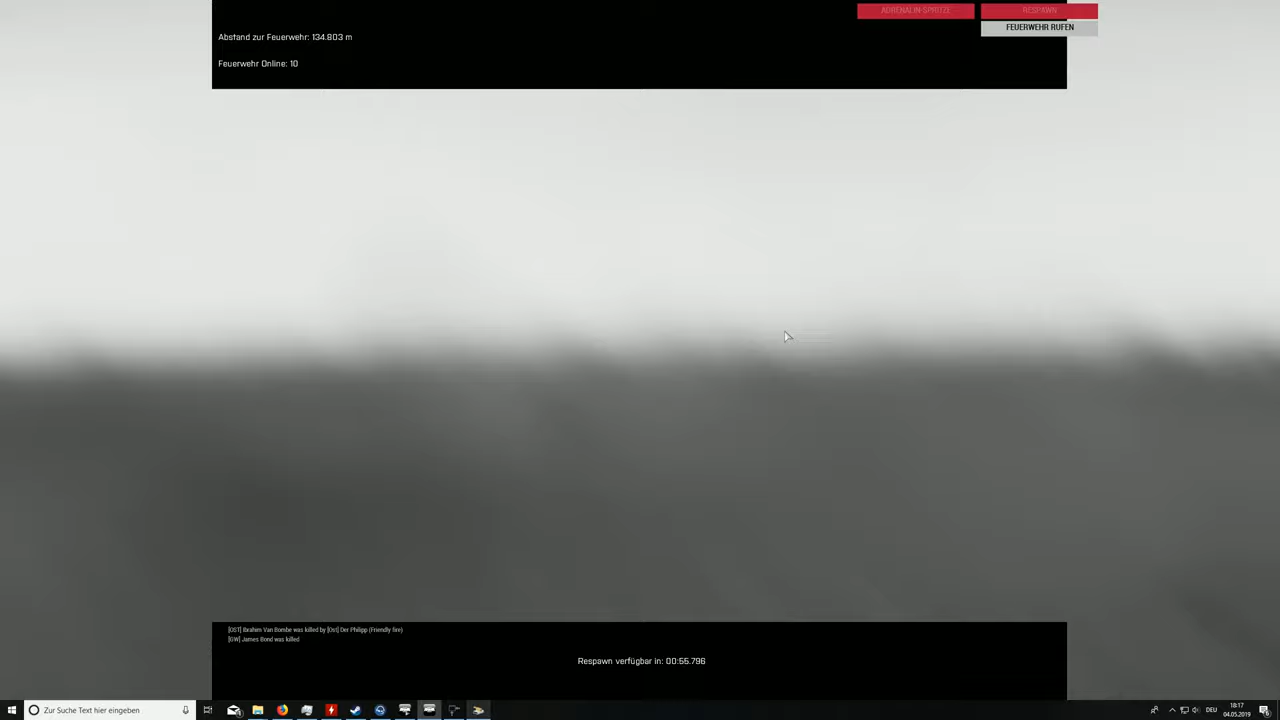 ADRENALIN-SPRITZE
RESPAWN
FEUERWEHR RUFEN
Abstand zur Feuerwehr: 134.803 m
Feuerwehr Online: 10
[OST] Ibrahim Van Bombe was killed by [Ost] Der Philipp (Friendly fire)
[GW] James Bond was killed
Respawn verfügbar in: 00:55.796
Zur Suche Text hier eingeben
DEU
18:17
04.05.2019